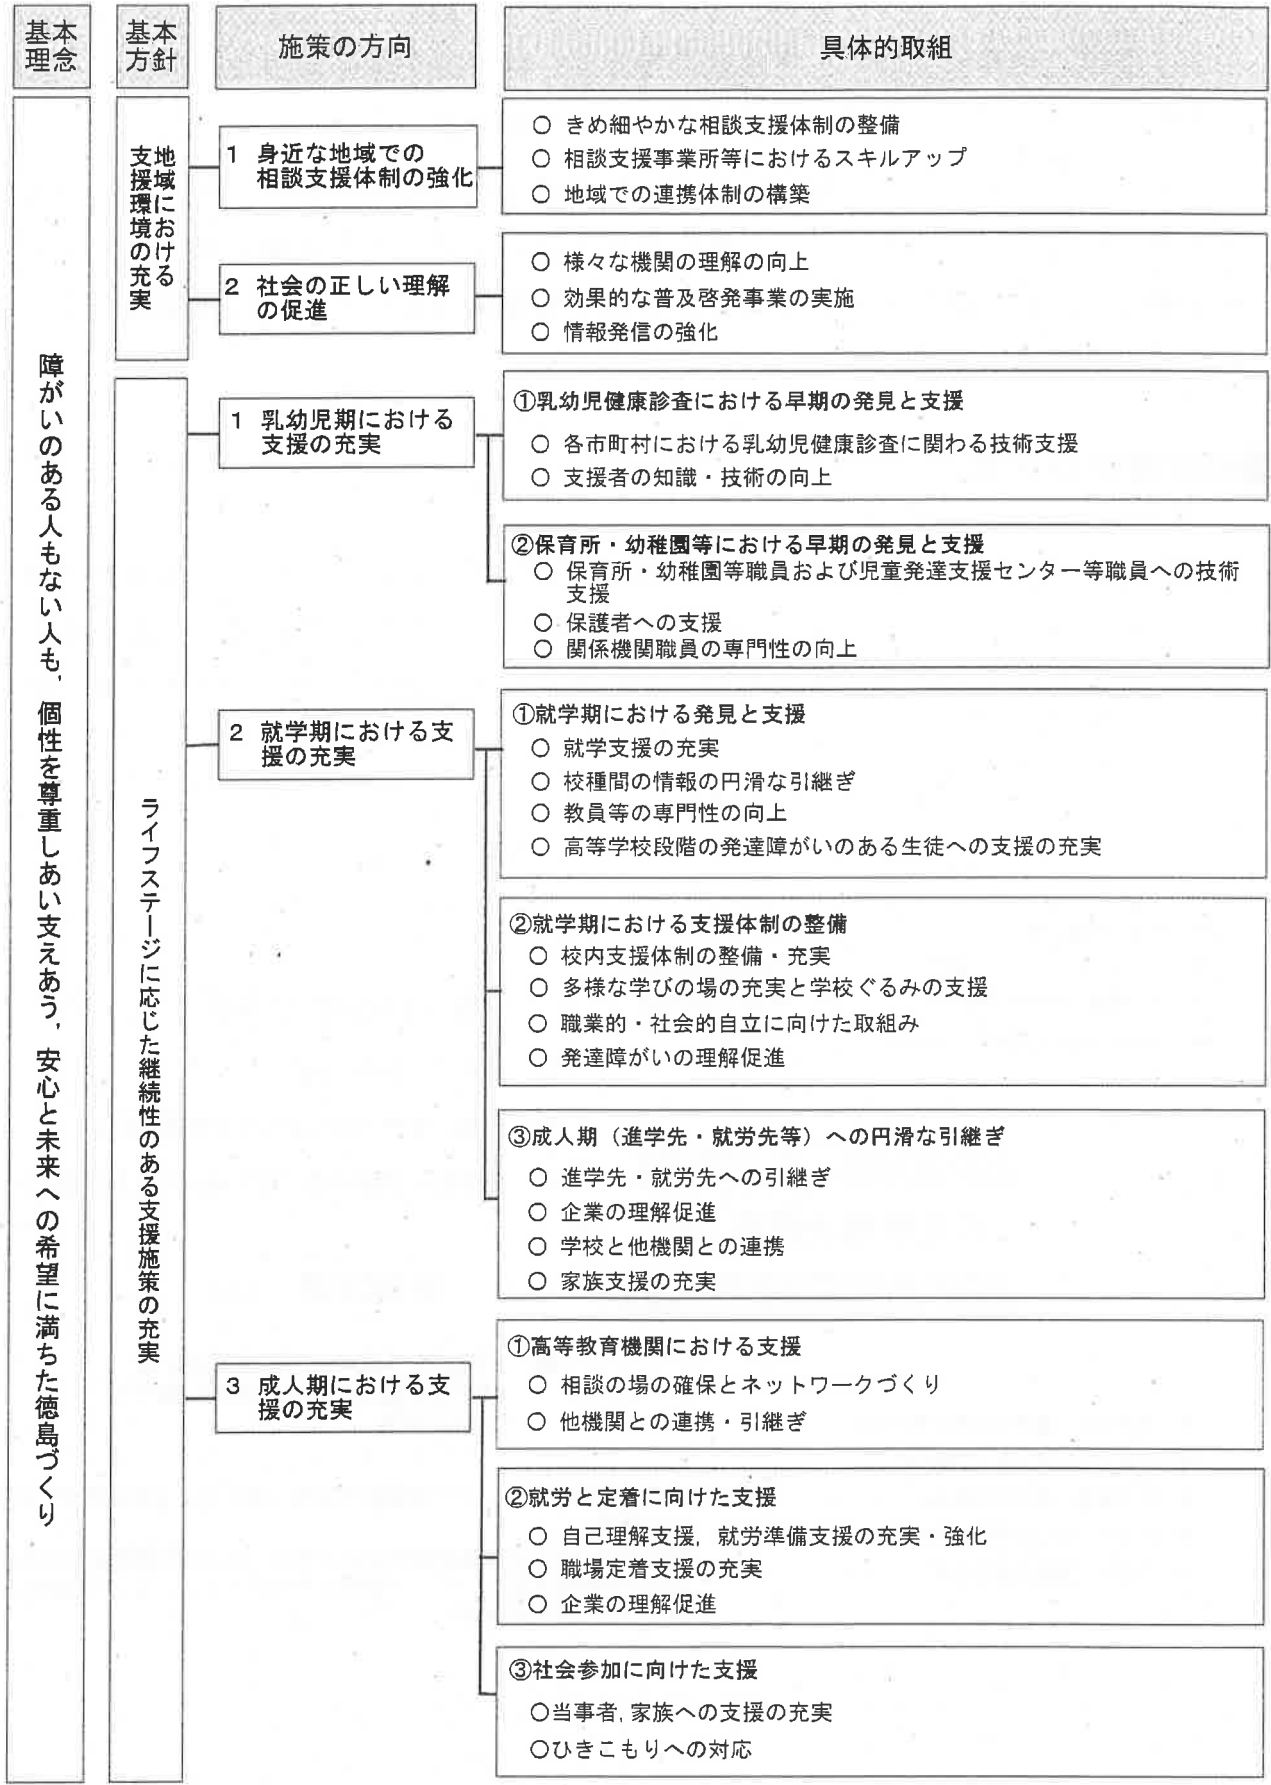 基本
理念
基本
方針
施策の方向
具体的取組
障がいのある人もない人も，個性を尊重しあい支えあう，安心と未来への希望に満ちた徳島づくり
地域における
支援環境の充実
1 身近な地域での
相談支援体制の強化
○ きめ細やかな相談支援体制の整備
○ 相談支援事業所等におけるスキルアップ
○ 地域での連携体制の構築
2 社会の正しい理解
の促進
○ 様々な機関の理解の向上
○ 効果的な普及啓発事業の実施
○ 情報発信の強化
ライフステージに応じた継続性のある支援施策の充実
1 乳幼児期における
支援の充実
①乳幼児健康診査における早期の発見と支援
○ 各市町村における乳幼児健康診査に関わる技術支援
○ 支援者の知識・技術の向上
②保育所・幼稚園等における早期の発見と支援
○ 保育所・幼稚園等職員および児童発達支援センター等職員への技術
支援
○ 保護者への支援
○ 関係機関職員の専門性の向上
2 就学期における支
援の充実
①就学期における発見と支援
○ 就学支援の充実
○ 校種間の情報の円滑な引継ぎ
○ 教員等の専門性の向上
○ 高等学校段階の発達障がいのある生徒への支援の充実
②就学期における支援体制の整備
○ 校内支援体制の整備・充実
○ 多様な学びの場の充実と学校ぐるみの支援
○ 職業的・社会的自立に向けた取組み
○ 発達障がいの理解促進
③成人期（進学先・就労先等）への円滑な引継ぎ
○ 進学先・就労先への引継ぎ
○ 企業の理解促進
○ 学校と他機関との連携
○ 家族支援の充実
3 成人期における支
援の充実
①高等教育機関における支援
○ 相談の場の確保とネットワークづくり
○ 他機関との連携・引継ぎ
②就労と定着に向けた支援
○ 自己理解支援，就労準備支援の充実・強化
○ 職場定着支援の充実
○ 企業の理解促進
③社会参加に向けた支援
○当事者，家族への支援の充実
○ひきこもりへの対応